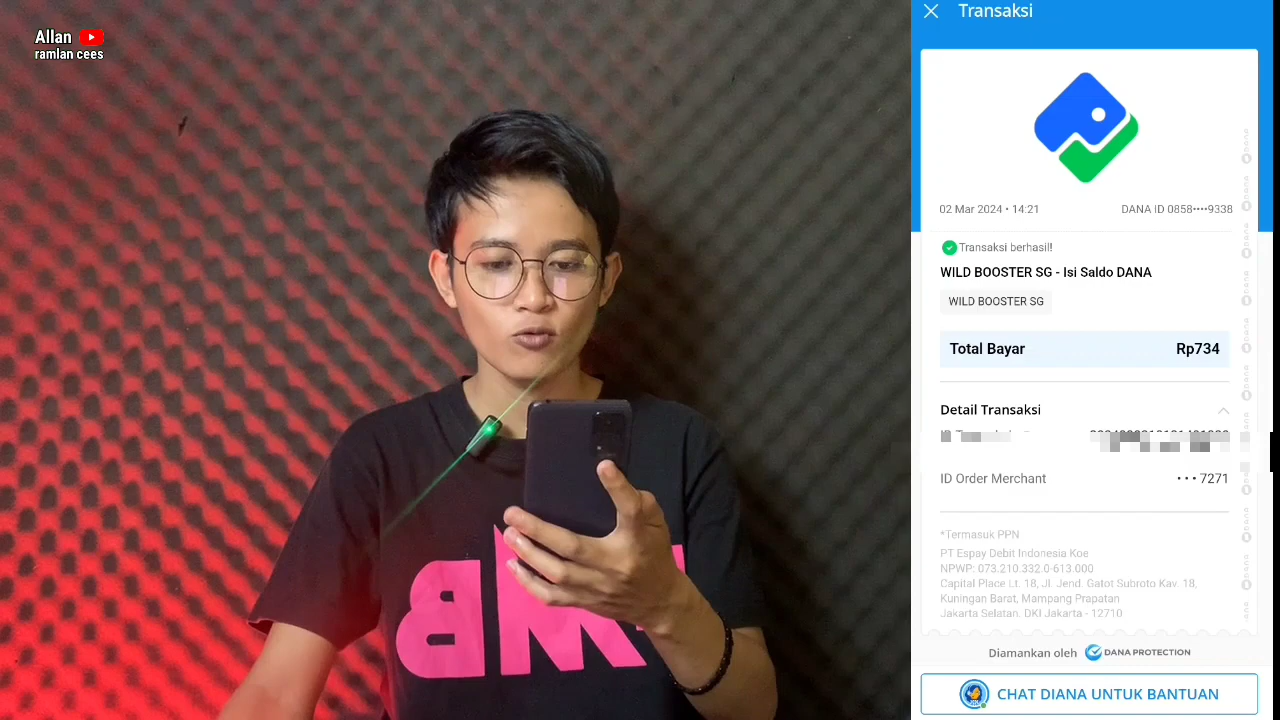 Allan
ramlan cees
Transaksi
02 Mar 2024 • 14:21
DANA ID 0858••••9338
Transaksi berhasil!
WILD BOOSTER SG - Isi Saldo DANA
WILD BOOSTER SG
Total Bayar
Rp734
Detail Transaksi
ID Order Merchant
• • • 7271
*Termasuk PPN
PT Espay Debit Indonesia Koe
NPWP: 073.210.332.0-613.000
Capital Place Lt. 18, Jl. Jend. Gatot Subroto Kav. 18,
Kuningan Barat, Mampang Prapatan
Jakarta Selatan, DKI Jakarta - 12710
Diamankan oleh
DANA PROTECTION
CHAT DIANA UNTUK BANTUAN